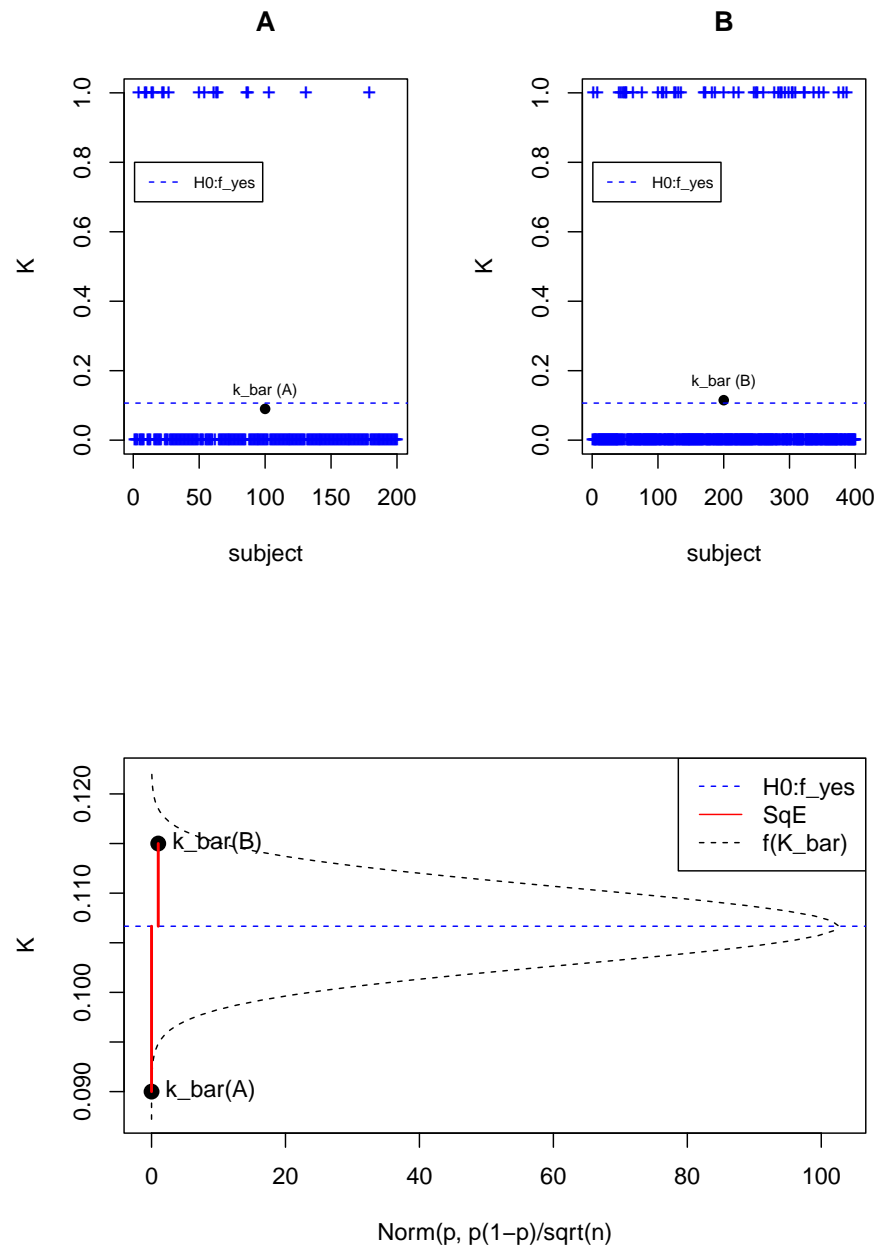 A
B
K
1.0
0.8
0.6
0.4
0.2
0.0
H0:f_yes
k_bar (A)
0 50 100 150 200
subject
K
1.0
0.8
0.6
0.4
0.2
0.0
H0:f_yes
k_bar (B)
0 100 200 300 400
subject
K
0.120
0.110
0.100
0.090
H0:f_yes
SqE
f(K_bar)
k_bar(B)
k_bar(A)
0 20 40 60 80 100
Norm(p, p(1−p)/sqrt(n)